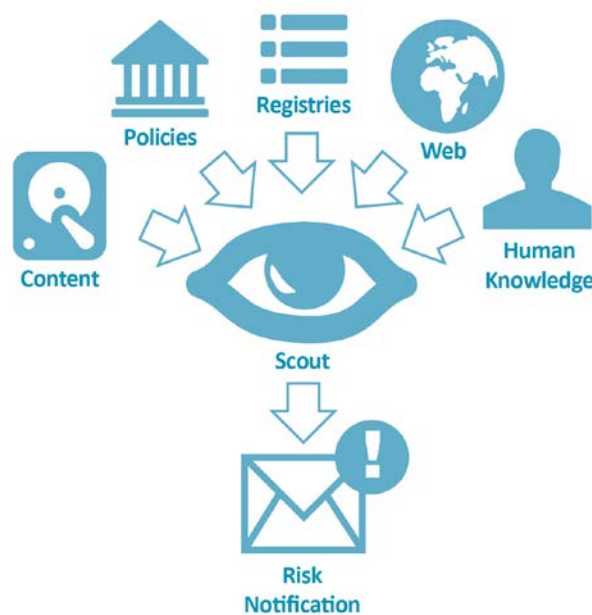 Registries
Policies
Web
Content
Human
Knowledge
Scout
!
Risk
Notification